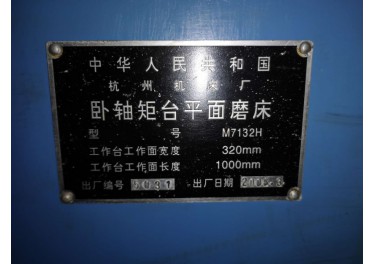 中华人民共和国
杭州机床厂
卧轴矩台平面磨床
型 号 M7132H
工作台工作面宽度 320mm
工作台工作面长度 1000mm
出厂编号 出厂日期